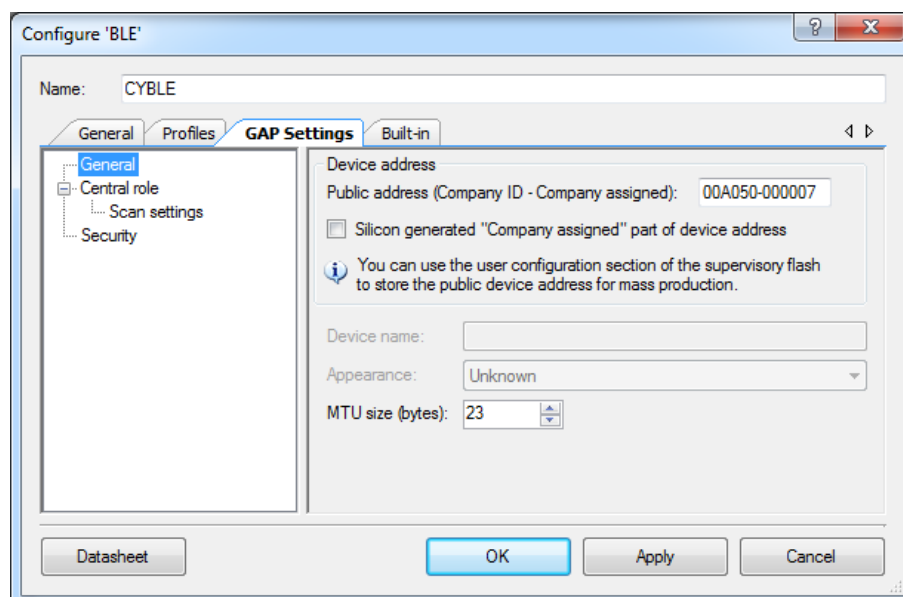 Configure 'BLE'
Name: CYBLE
General Profiles GAP Settings Built-in
General
Central role
Scan settings
Security
Device address
Public address (Company ID - Company assigned): 00A050-000007
Silicon generated "Company assigned" part of device address
You can use the user configuration section of the supervisory flash
to store the public device address for mass production.
Device name:
Appearance: Unknown
MTU size (bytes): 23
Datasheet OK Apply Cancel